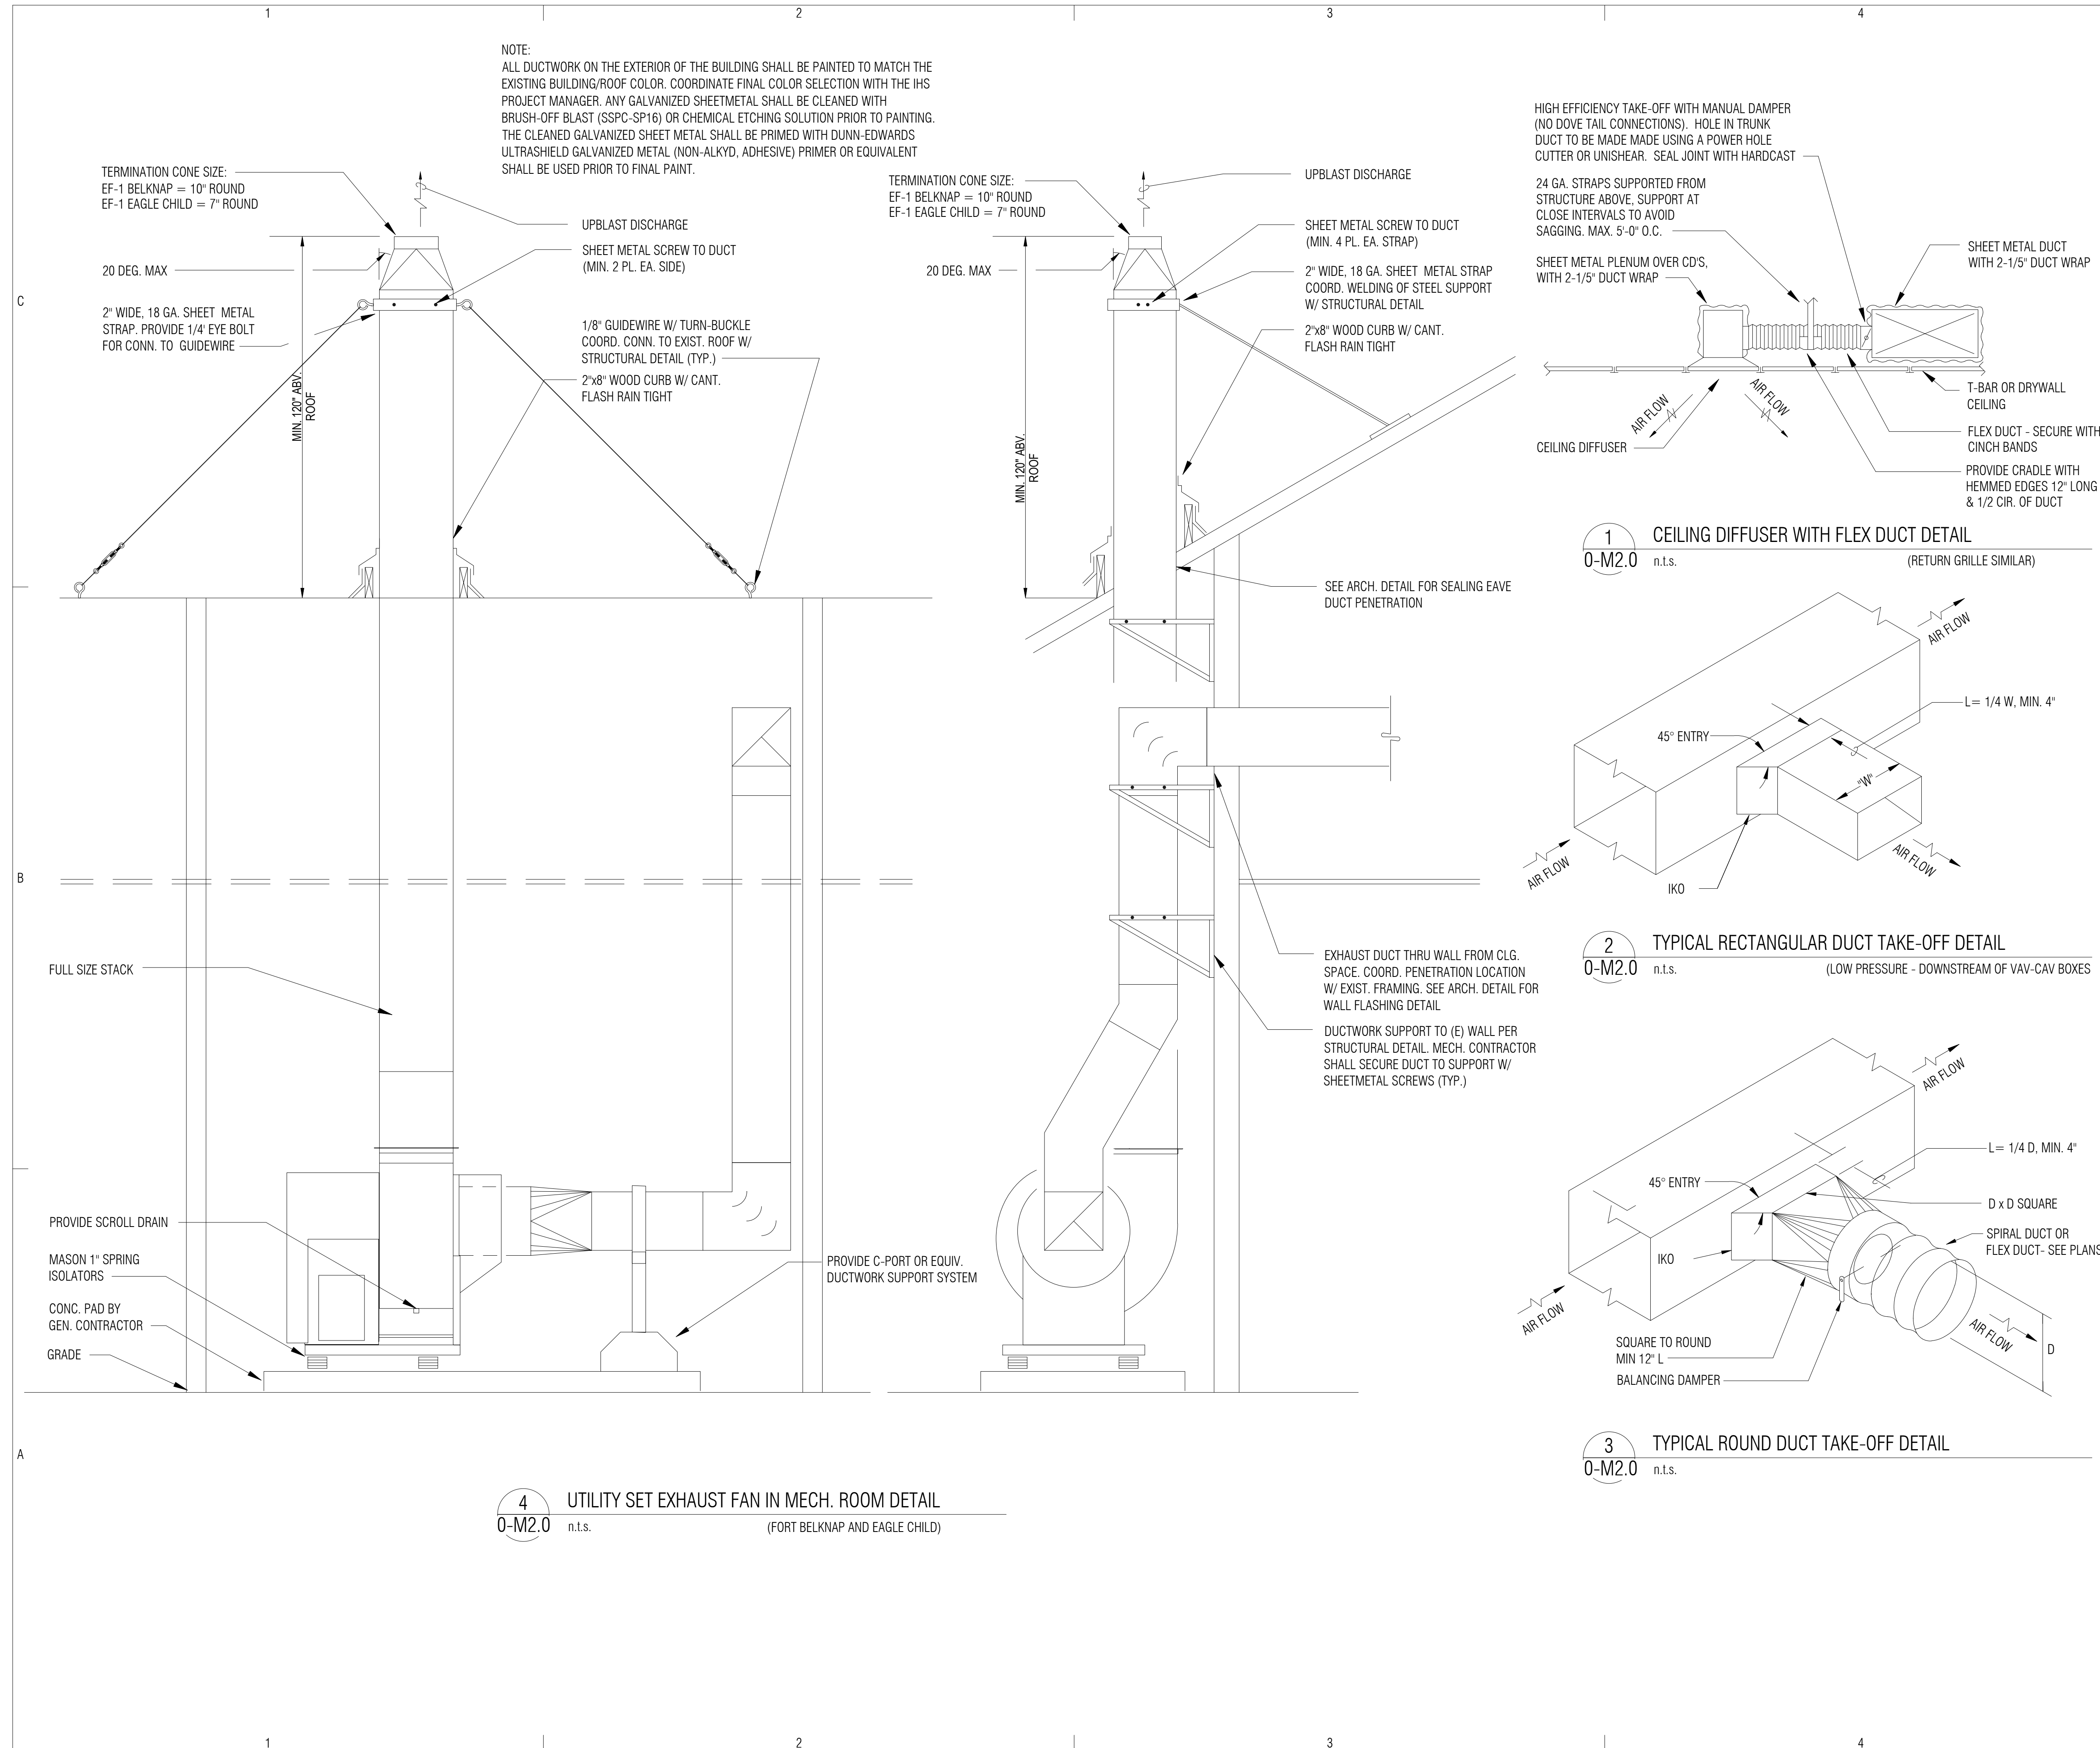 1
2
3
4
NOTE:
ALL DUCTWORK ON THE EXTERIOR OF THE BUILDING SHALL BE PAINTED TO MATCH THE
EXISTING BUILDING/ROOF COLOR. COORDINATE FINAL COLOR SELECTION WITH THE IHS
PROJECT MANAGER. ANY GALVANIZED SHEETMETAL SHALL BE CLEANED WITH
BRUSH-OFF BLAST (SSPC-SP16) OR CHEMICAL ETCHING SOLUTION PRIOR TO PAINTING.
THE CLEANED GALVANIZED SHEET METAL SHALL BE PRIMED WITH DUNN-EDWARDS
ULTRASHIELD GALVANIZED METAL (NON-ALKYD, ADHESIVE) PRIMER OR EQUIVALENT
SHALL BE USED PRIOR TO FINAL PAINT.
TERMINATION CONE SIZE:
EF-1 BELKNAP = 10" ROUND
EF-1 EAGLE CHILD = 7" ROUND
20 DEG. MAX
2" WIDE, 18 GA. SHEET METAL
STRAP. PROVIDE 1/4' EYE BOLT
FOR CONN. TO GUIDEWIRE
MIN. 120" ABV.
ROOF
UPBLAST DISCHARGE
SHEET METAL SCREW TO DUCT
(MIN. 2 PL. EA. SIDE)
1/8" GUIDEWIRE W/ TURN-BUCKLE
COORD. CONN. TO EXIST. ROOF W/
STRUCTURAL DETAIL (TYP.)
2"x8" WOOD CURB W/ CANT.
FLASH RAIN TIGHT
FULL SIZE STACK
PROVIDE SCROLL DRAIN
MASON 1" SPRING
ISOLATORS
CONC. PAD BY
GEN. CONTRACTOR
GRADE
PROVIDE C-PORT OR EQUIV.
DUCTWORK SUPPORT SYSTEM
TERMINATION CONE SIZE:
EF-1 BELKNAP = 10" ROUND
EF-1 EAGLE CHILD = 7" ROUND
20 DEG. MAX
MIN. 120" ABV.
ROOF
UPBLAST DISCHARGE
SHEET METAL SCREW TO DUCT
(MIN. 4 PL. EA. STRAP)
2" WIDE, 18 GA. SHEET METAL STRAP
COORD. WELDING OF STEEL SUPPORT
W/ STRUCTURAL DETAIL
2"x8" WOOD CURB W/ CANT.
FLASH RAIN TIGHT
SEE ARCH. DETAIL FOR SEALING EAVE
DUCT PENETRATION
EXHAUST DUCT THRU WALL FROM CLG.
SPACE. COORD. PENETRATION LOCATION
W/ EXIST. FRAMING. SEE ARCH. DETAIL FOR
WALL FLASHING DETAIL
DUCTWORK SUPPORT TO (E) WALL PER
STRUCTURAL DETAIL. MECH. CONTRACTOR
SHALL SECURE DUCT TO SUPPORT W/
SHEETMETAL SCREWS (TYP.)
4
0-M2.0
UTILITY SET EXHAUST FAN IN MECH. ROOM DETAIL
n.t.s.
(FORT BELKNAP AND EAGLE CHILD)
HIGH EFFICIENCY TAKE-OFF WITH MANUAL DAMPER
(NO DOVE TAIL CONNECTIONS). HOLE IN TRUNK
DUCT TO BE MADE MADE USING A POWER HOLE
CUTTER OR UNISHEAR. SEAL JOINT WITH HARDCAST
24 GA. STRAPS SUPPORTED FROM
STRUCTURE ABOVE, SUPPORT AT
CLOSE INTERVALS TO AVOID
SAGGING. MAX. 5'-0" O.C.
SHEET METAL PLENUM OVER CD'S,
WITH 2-1/5" DUCT WRAP
SHEET METAL DUCT
WITH 2-1/5" DUCT WRAP
T-BAR OR DRYWALL
CEILING
AIR FLOW
AIR FLOW
CEILING DIFFUSER
FLEX DUCT - SECURE WITH
CINCH BANDS
PROVIDE CRADLE WITH
HEMMED EDGES 12" LONG
& 1/2 CIR. OF DUCT
1
0-M2.0
CEILING DIFFUSER WITH FLEX DUCT DETAIL
n.t.s.
(RETURN GRILLE SIMILAR)
AIR FLOW
L= 1/4 W, MIN. 4"
45° ENTRY
"W"
AIR FLOW
AIR FLOW
IKO
2
0-M2.0
TYPICAL RECTANGULAR DUCT TAKE-OFF DETAIL
n.t.s.
(LOW PRESSURE - DOWNSTREAM OF VAV-CAV BOXES
AIR FLOW
L= 1/4 D, MIN. 4"
45° ENTRY
D x D SQUARE
SPIRAL DUCT OR
FLEX DUCT- SEE PLANS
IKO
AIR FLOW
AIR FLOW
D
SQUARE TO ROUND
MIN 12" L
BALANCING DAMPER
3
0-M2.0
TYPICAL ROUND DUCT TAKE-OFF DETAIL
n.t.s.
C
B
A
1
2
3
4